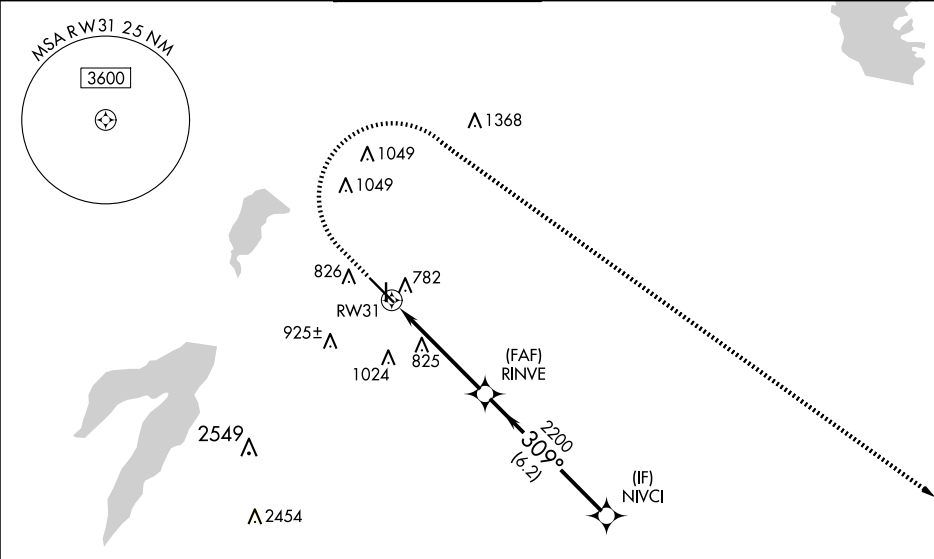 MSA RW31 25 NM
3600
1368
1049
1049
826
782
RW31
925±
1024
825
(FAF)
RINVE
2200
309°
(6.2)
2549
(IF)
NIVCI
2454